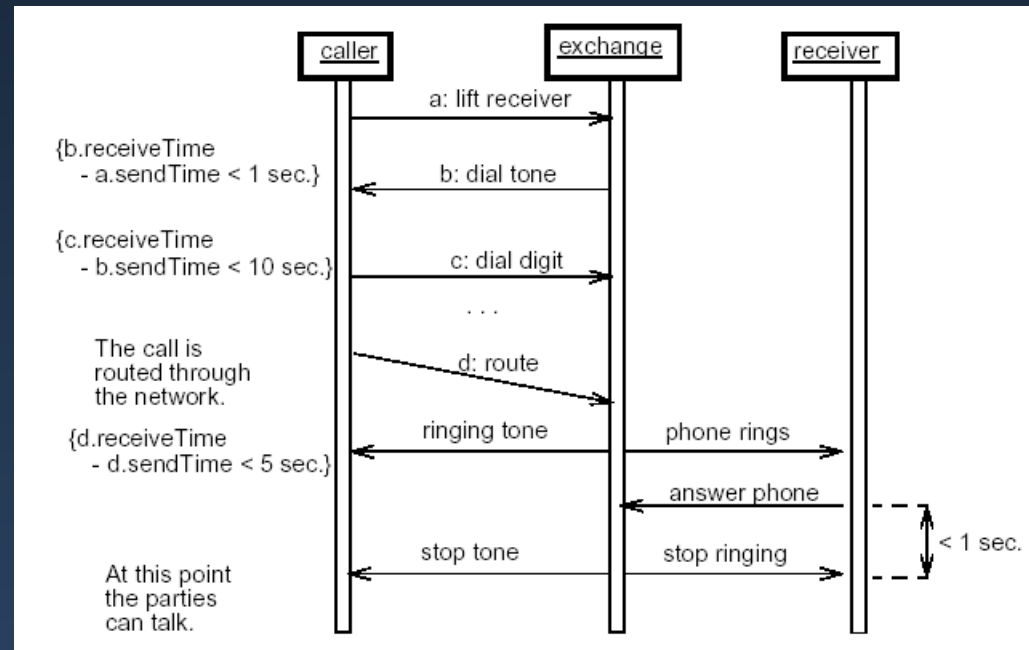 caller
exchange
receiver
a: lift receiver
{b.receiveTime
- a.sendTime < 1 sec.}
b: dial tone
{c.receiveTime
- b.sendTime < 10 sec.}
c: dial digit
. . .
The call is
routed through
the network.
d: route
{d.receiveTime
- d.sendTime < 5 sec.}
ringing tone
phone rings
answer phone
< 1 sec.
stop tone
stop ringing
At this point
the parties
can talk.